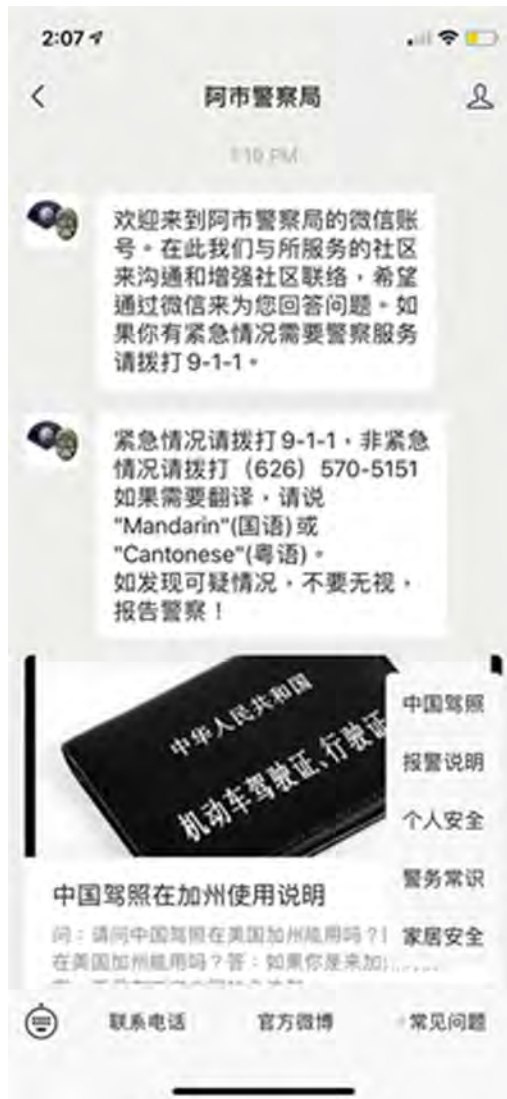 2:07
阿市警察局
1:19 PM
欢迎来到阿市警察局的微信账
号。在此我们与所服务的社区
来沟通和增强社区联络，希望
通过微信来为您回答问题。如
果你有紧急情况需要警察服务
请拨打 9-1-1。
紧急情况请拨打 9-1-1，非紧急
情况请拨打（626）570-5151
如果需要翻译，请说
"Mandarin"(国语) 或
"Cantonese"(粤语)。
如发现可疑情况，不要无视，
报告警察！
中华人民共和国
机动车驾驶证、行驶证
中国驾照
报警说明
个人安全
警务常识
家居安全
中国驾照在加州使用说明
问：请问中国驾照在美国加州能用吗？
在美国加州能用吗？答：如果你是来加
联系电话
官方微博
常见问题